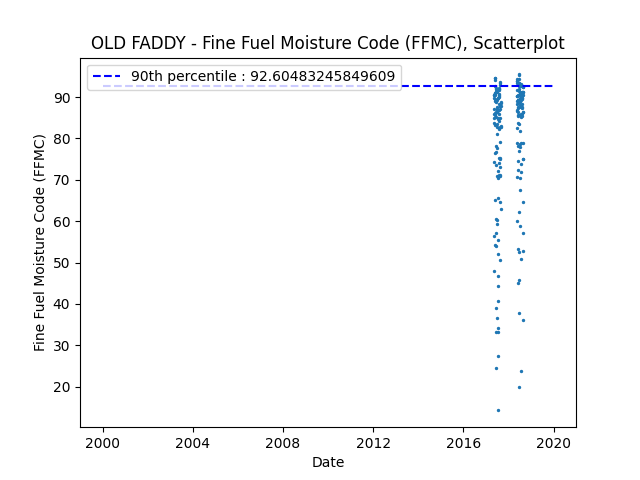 OLD FADDY - Fine Fuel Moisture Code (FFMC), Scatterplot
90th percentile : 92.60483245849609
Fine Fuel Moisture Code (FFMC)
90
80
70
60
50
40
30
20
2000 2004 2008 2012 2016 2020
Date